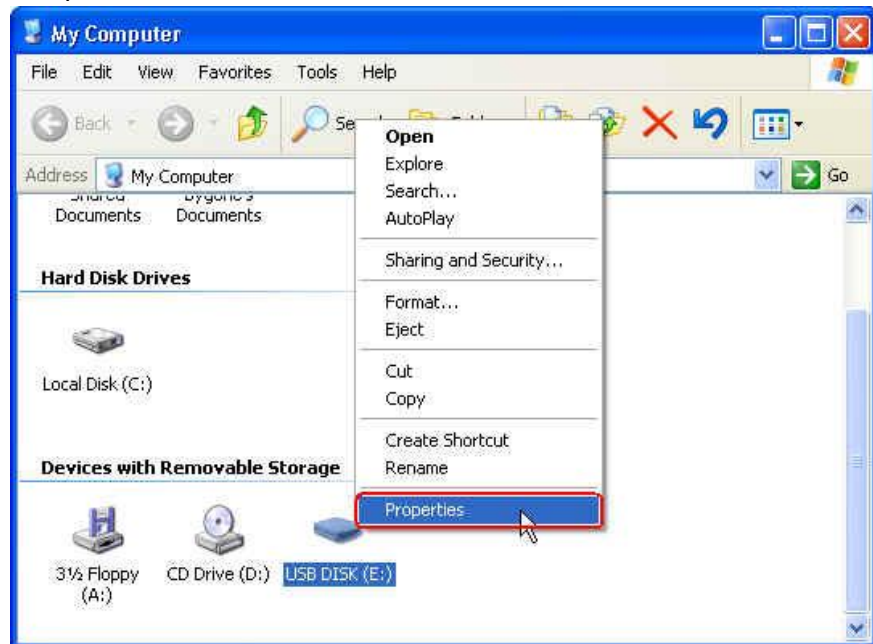 My Computer
File Edit View Favorites Tools Help
Back
Address My Computer Go
Documents Documents
Hard Disk Drives
Local Disk (C:)
Devices with Removable Storage
3½ Floppy (A:)
CD Drive (D:)
USB DISK (E:)
Open
Explore
Search...
AutoPlay
Sharing and Security...
Format...
Eject
Cut
Copy
Create Shortcut
Rename
Properties